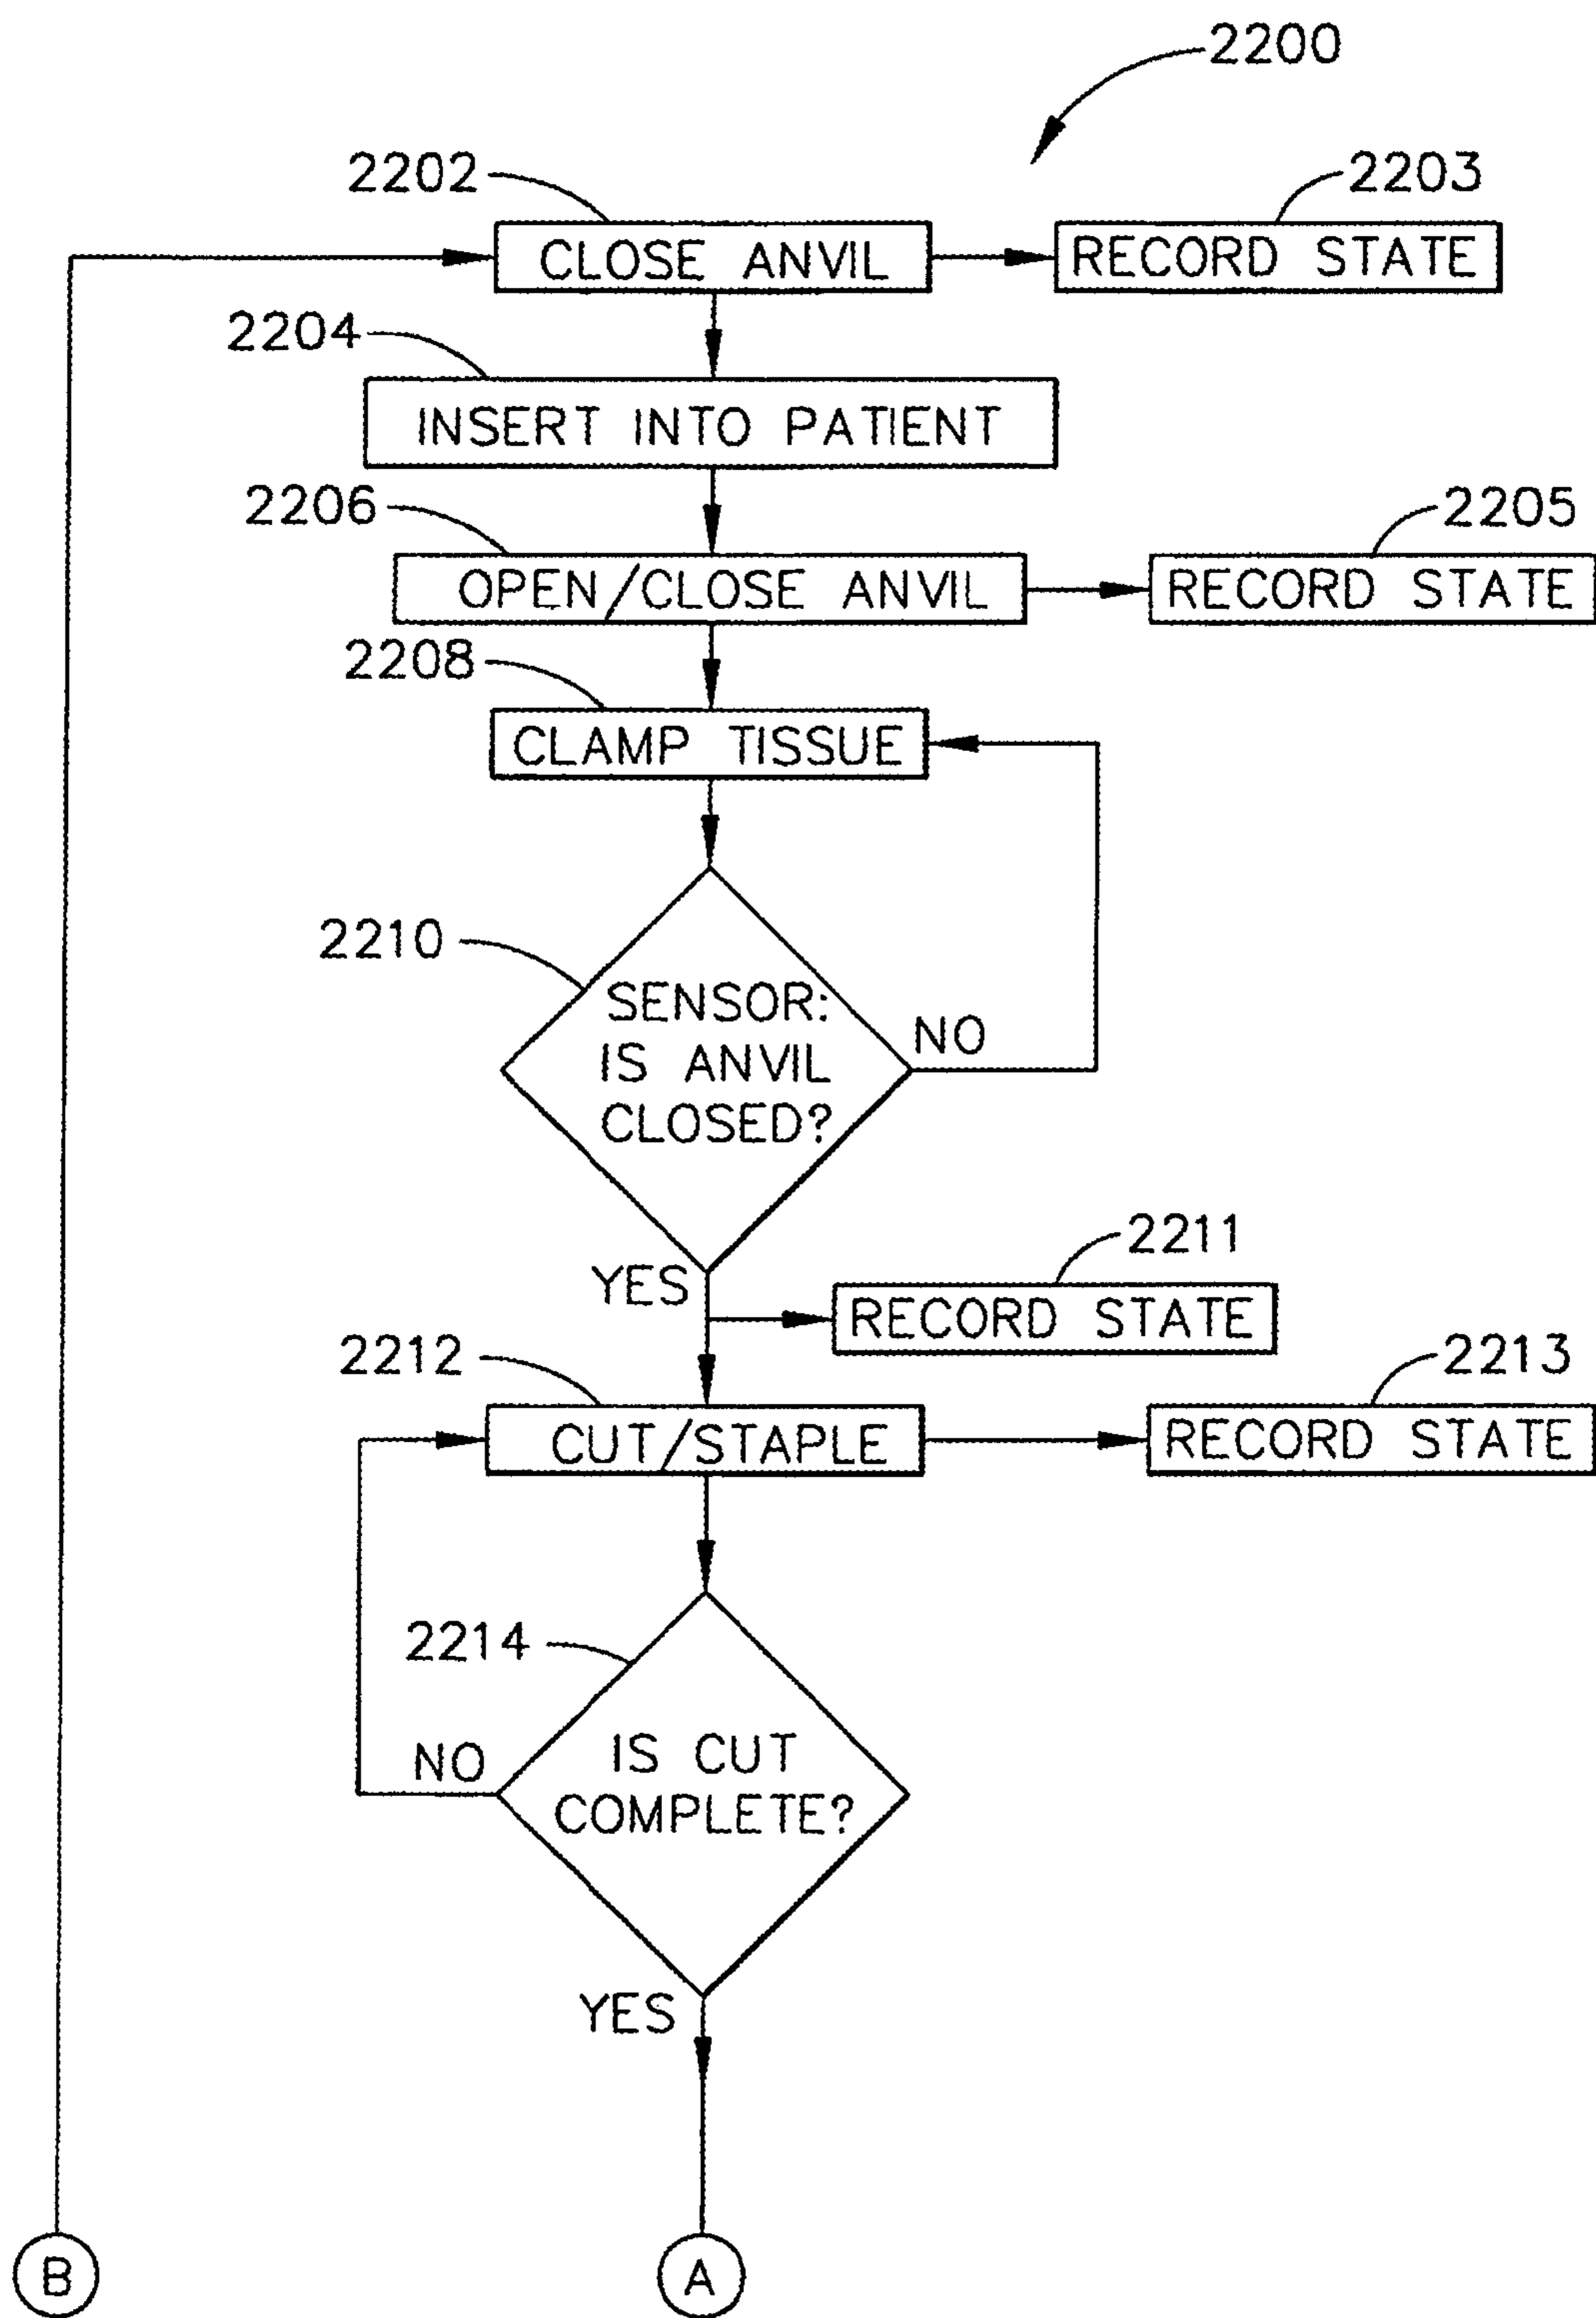 2200
2202
2203
CLOSE ANVIL
RECORD STATE
2204
INSERT INTO PATIENT
2206
2205
OPEN/CLOSE ANVIL
RECORD STATE
2208
CLAMP TISSUE
2210
SENSOR:
IS ANVIL
CLOSED?
NO
YES
2211
RECORD STATE
2212
2213
CUT/STAPLE
RECORD STATE
2214
IS CUT
COMPLETE?
NO
YES
B
A